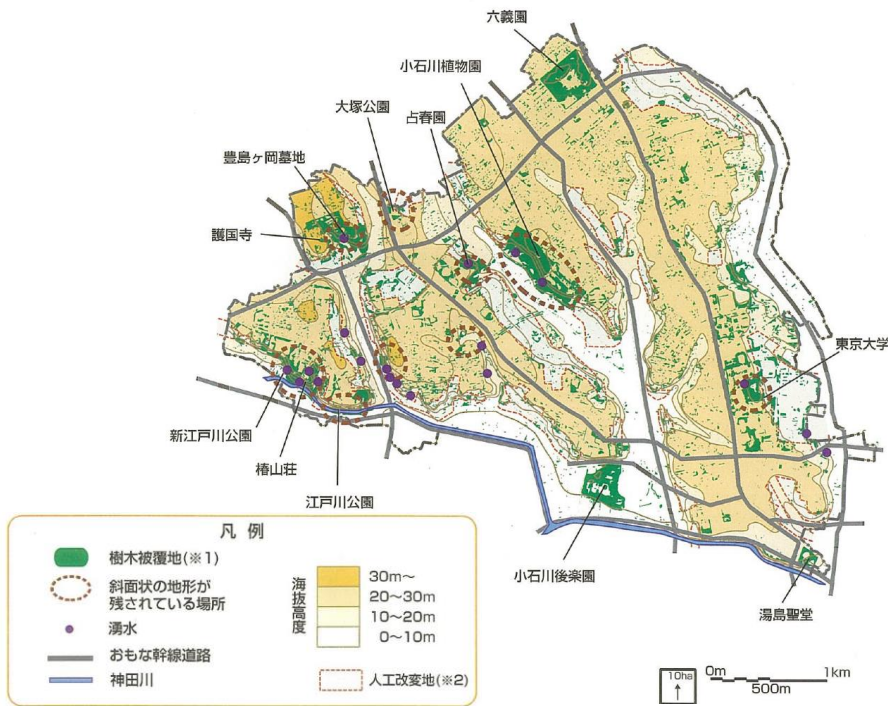 六義園
小石川植物園
大塚公園
占春園
豊島ヶ岡墓地
護国寺
東京大学
新江戸川公園
椿山荘
江戸川公園
小石川後楽園
湯島聖堂
凡例
樹木被覆地(※1)
斜面状の地形が
残されている場所
湧水
おもな幹線道路
神田川
海抜高度
30m～
20～30m
10～20m
0～10m
人工改変地(※2)
10ha
0m
1km
500m